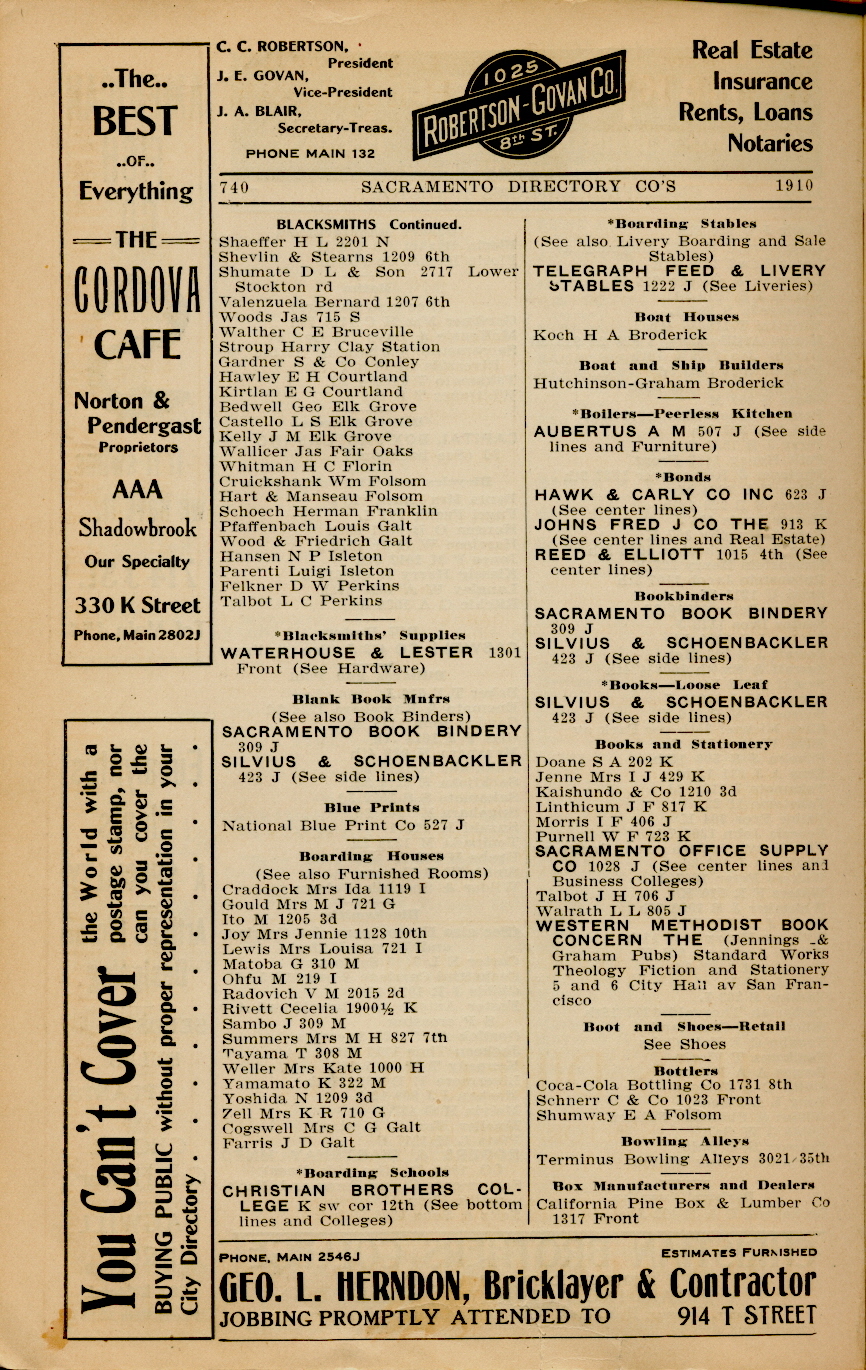 ..The..
BEST
..OF..
Everything
THE
CORDOVA
CAFE
Norton &
Pendergast
Proprietors
AAA
Shadowbrook
Our Specialty
330 K Street
Phone, Main 2802J
You Can't Cover
the World with a
postage stamp, nor
can you cover the
BUYING PUBLIC without proper representation in your
City Directory . . . . . . . . . . .
C. C. ROBERTSON,
President
J. E. GOVAN,
Vice-President
J. A. BLAIR,
Secretary-Treas.
PHONE MAIN 132
1025
ROBERTSON-GOVAN CO.
8th ST.
Real Estate
Insurance
Rents, Loans
Notaries
740 SACRAMENTO DIRECTORY CO'S 1910
BLACKSMITHS Continued.
Shaeffer H L 2201 N
Shevlin & Stearns 1209 6th
Shumate D L & Son 2717 Lower
Stockton rd
Valenzuela Bernard 1207 6th
Woods Jas 715 S
Walther C E Bruceville
Stroup Harry Clay Station
Gardner S & Co Conley
Hawley E H Courtland
Kirtlan E G Courtland
Bedwell Geo Elk Grove
Castello L S Elk Grove
Kelly J M Elk Grove
Wallicer Jas Fair Oaks
Whitman H C Florin
Cruickshank Wm Folsom
Hart & Manseau Folsom
Schoech Herman Franklin
Pfaffenbach Louis Galt
Wood & Friedrich Galt
Hansen N P Isleton
Parenti Luigi Isleton
Felkner D W Perkins
Talbot L C Perkins
*Blacksmiths' Supplies
WATERHOUSE & LESTER 1301
Front (See Hardware)
Blank Book Mnfrs
(See also Book Binders)
SACRAMENTO BOOK BINDERY
309 J
SILVIUS & SCHOENBACKLER
423 J (See side lines)
Blue Prints
National Blue Print Co 527 J
Boarding Houses
(See also Furnished Rooms)
Craddock Mrs Ida 1119 I
Gould Mrs M J 721 G
Ito M 1205 3d
Joy Mrs Jennie 1128 10th
Lewis Mrs Louisa 721 I
Matoba G 310 M
Ohfu M 219 I
Radovich V M 2015 2d
Rivett Cecelia 1900½ K
Sambo J 309 M
Summers Mrs M H 827 7th
Tayama T 308 M
Weller Mrs Kate 1000 H
Yamamato K 322 M
Yoshida N 1209 3d
Zell Mrs K R 710 G
Cogswell Mrs C G Galt
Farris J D Galt
*Boarding Schools
CHRISTIAN BROTHERS COL-
LEGE K sw cor 12th (See bottom
lines and Colleges)
*Boarding Stables
(See also Livery Boarding and Sale
Stables)
TELEGRAPH FEED & LIVERY
STABLES 1222 J (See Liveries)
Boat Houses
Koch H A Broderick
Boat and Ship Builders
Hutchinson-Graham Broderick
*Boilers—Peerless Kitchen
AUBERTUS A M 507 J (See side
lines and Furniture)
*Bonds
HAWK & CARLY CO INC 623 J
(See center lines)
JOHNS FRED J CO THE 913 K
(See center lines and Real Estate)
REED & ELLIOTT 1015 4th (See
center lines)
Bookbinders
SACRAMENTO BOOK BINDERY
309 J
SILVIUS & SCHOENBACKLER
423 J (See side lines)
*Books—Loose Leaf
SILVIUS & SCHOENBACKLER
423 J (See side lines)
Books and Stationery
Doane S A 202 K
Jenne Mrs I J 429 K
Kaishundo & Co 1210 3d
Linthicum J F 817 K
Morris I F 406 J
Purnell W F 723 K
SACRAMENTO OFFICE SUPPLY
CO 1028 J (See center lines and
Business Colleges)
Talbot J H 706 J
Walrath L L 805 J
WESTERN METHODIST BOOK
CONCERN THE (Jennings &
Graham Pubs) Standard Works
Theology Fiction and Stationery
5 and 6 City Hall av San Fran-
cisco
Boot and Shoes—Retail
See Shoes
Bottlers
Coca-Cola Bottling Co 1731 8th
Schnerr C & Co 1023 Front
Shumway E A Folsom
Bowling Alleys
Terminus Bowling Alleys 3021 35th
Box Manufacturers and Dealers
California Pine Box & Lumber Co
1317 Front
PHONE, MAIN 2546J ESTIMATES FURNISHED
GEO. L. HERNDON, Bricklayer & Contractor
JOBBING PROMPTLY ATTENDED TO 914 T STREET